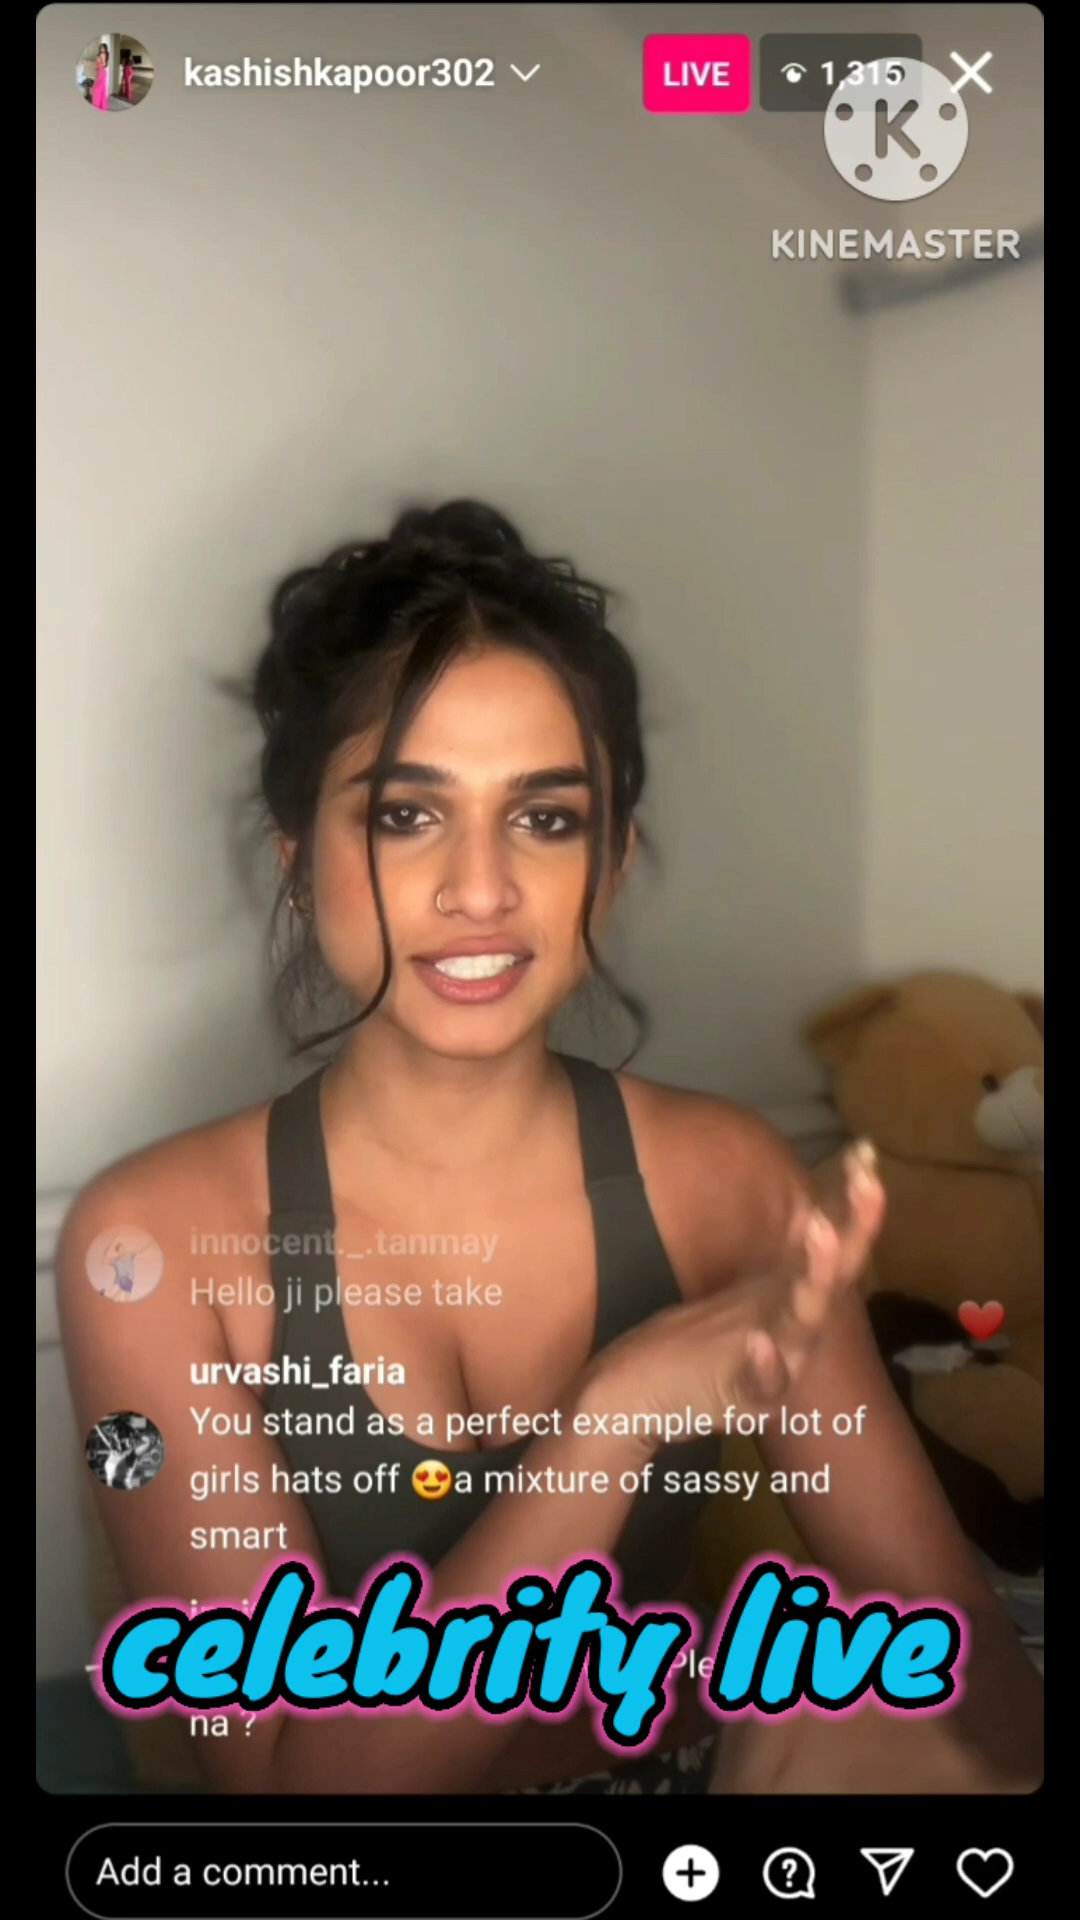 kashishkapoor302
LIVE
1,315
K
KINEMASTER
innocent._.tanmay
Hello ji please take
urvashi_faria
You stand as a perfect example for lot of
girls hats off 😍a mixture of sassy and
smart
celebrity live
na ?
Add a comment...